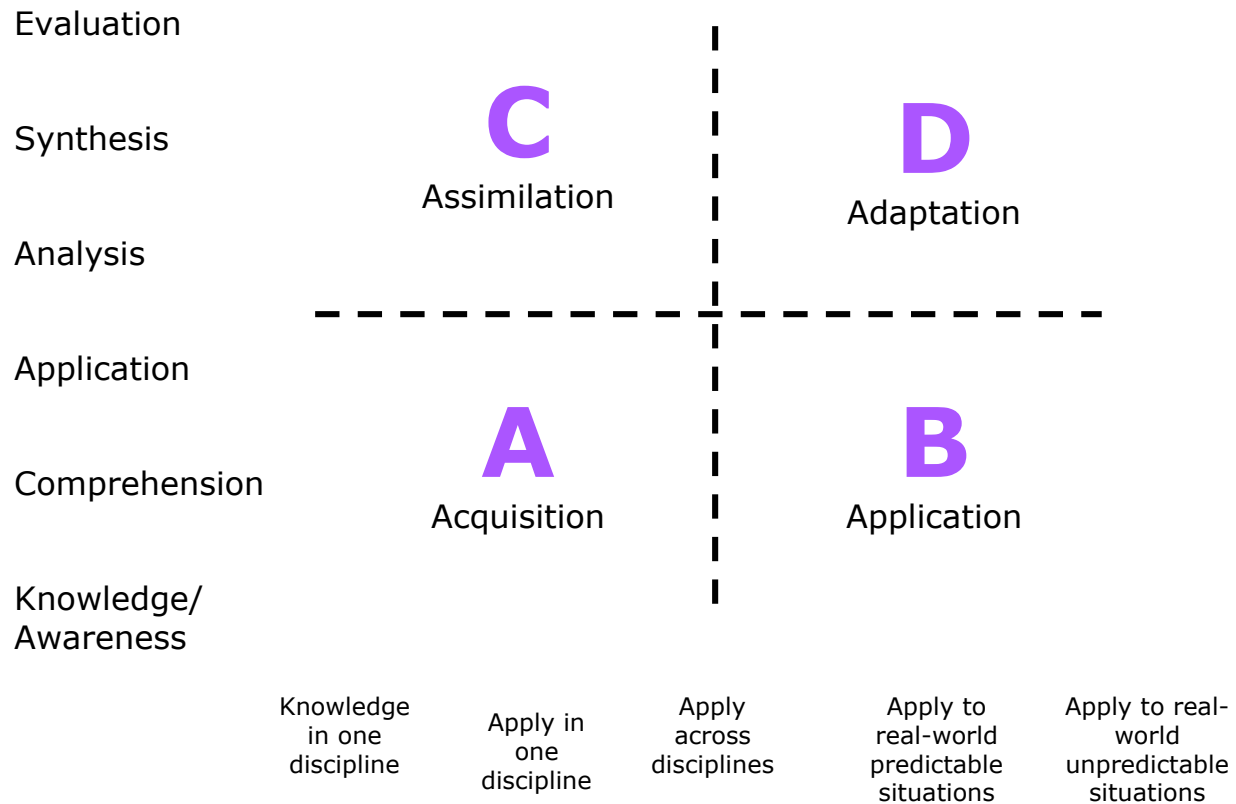 Evaluation
C
D
Synthesis
Assimilation
Adaptation
Analysis
Application
A
B
Comprehension
Acquisition
Application
Knowledge/
Awareness
Knowledge
in one
discipline
Apply in
one
discipline
Apply
across
disciplines
Apply to
real-world
predictable
situations
Apply to real-
world
unpredictable
situations